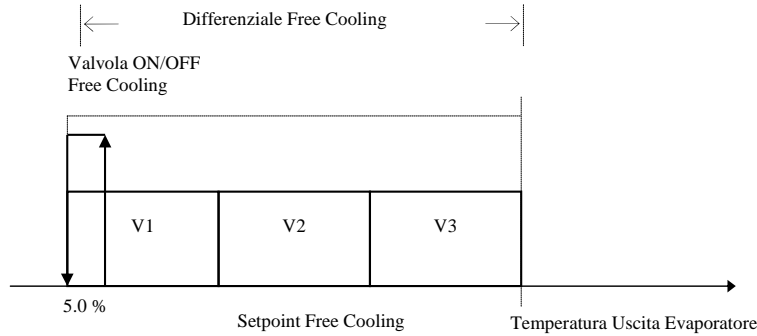 Differenziale Free Cooling
Valvola ON/OFF
Free Cooling
V1
V2
V3
5.0 %
Setpoint Free Cooling
Temperatura Uscita Evaporatore